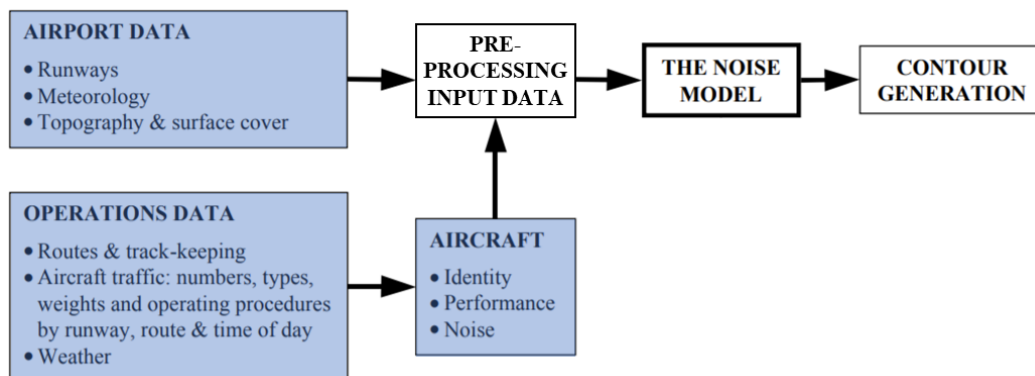 AIRPORT DATA
• Runways
• Meteorology
• Topography & surface cover
PRE-
PROCESSING
INPUT DATA
THE NOISE
MODEL
CONTOUR
GENERATION
OPERATIONS DATA
• Routes & track-keeping
• Aircraft traffic: numbers, types,
weights and operating procedures
by runway, route & time of day
• Weather
AIRCRAFT
• Identity
• Performance
• Noise